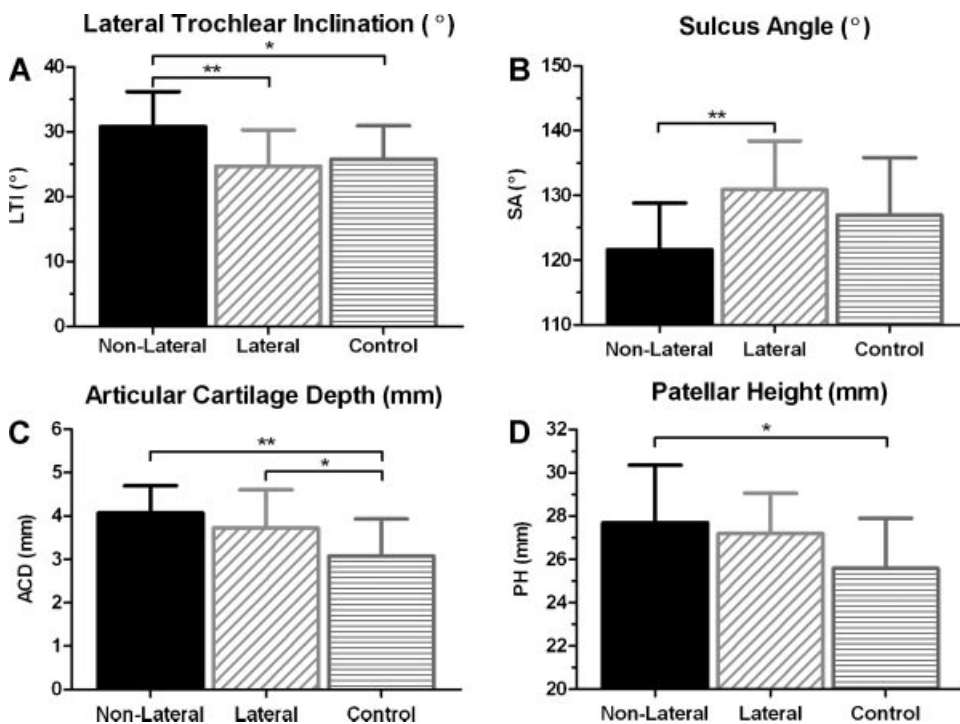 Lateral Trochlear Inclination (°)
A
*
**
40
30
20
10
0
LTI (°)
Non-Lateral Lateral Control
Sulcus Angle (°)
B
**
150
140
130
120
110
SA (°)
Non-Lateral Lateral Control
Articular Cartilage Depth (mm)
C
**
*
6
5
4
3
2
1
0
ACD (mm)
Non-Lateral Lateral Control
Patellar Height (mm)
D
*
32
30
28
26
24
22
20
PH (mm)
Non-Lateral Lateral Control